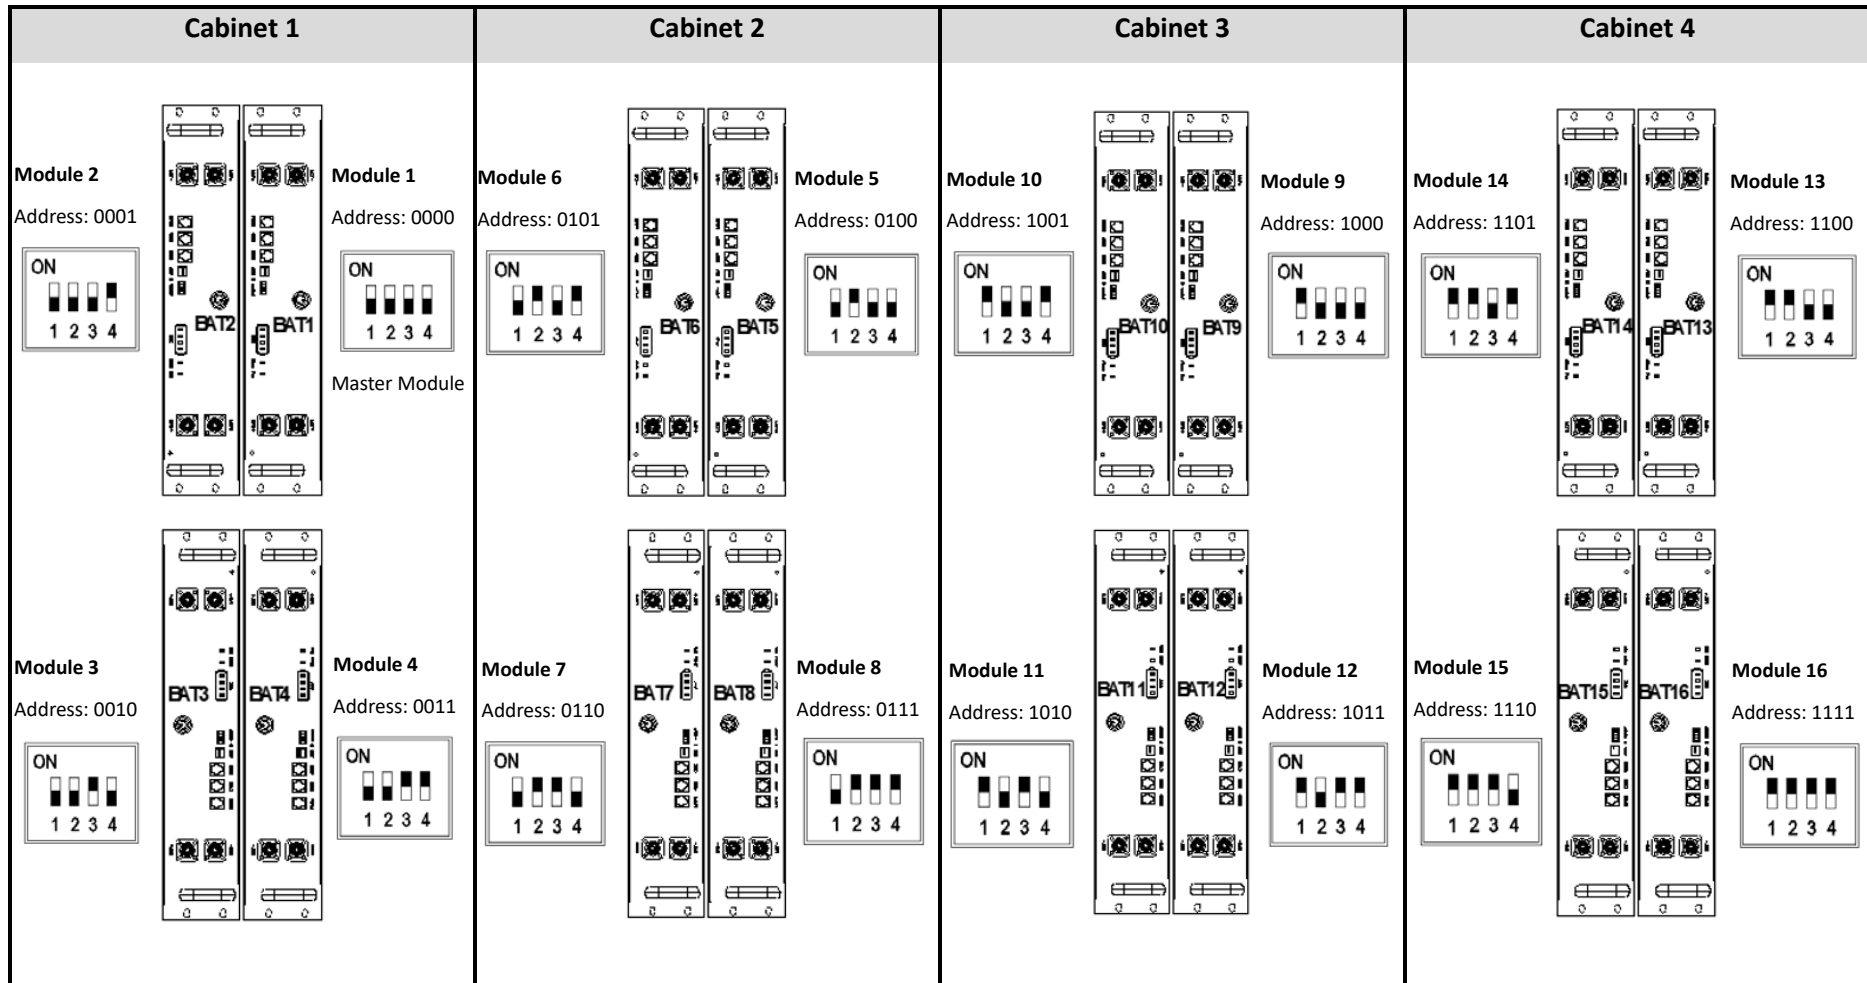 Cabinet 1
Module 2
Address: 0001
ON
1 2 3 4
BAT2
BAT1
Module 1
Address: 0000
ON
1 2 3 4
Master Module
Module 3
Address: 0010
ON
1 2 3 4
BAT3
BAT4
Module 4
Address: 0011
ON
1 2 3 4
Cabinet 2
Module 6
Address: 0101
ON
1 2 3 4
BAT6
BAT5
Module 5
Address: 0100
ON
1 2 3 4
Module 7
Address: 0110
ON
1 2 3 4
BAT7
BAT8
Module 8
Address: 0111
ON
1 2 3 4
Cabinet 3
Module 10
Address: 1001
ON
1 2 3 4
BAT10
BAT9
Module 9
Address: 1000
ON
1 2 3 4
Module 11
Address: 1010
ON
1 2 3 4
BAT11
BAT12
Module 12
Address: 1011
ON
1 2 3 4
Cabinet 4
Module 14
Address: 1101
ON
1 2 3 4
BAT14
BAT13
Module 13
Address: 1100
ON
1 2 3 4
Module 15
Address: 1110
ON
1 2 3 4
BAT15
BAT16
Module 16
Address: 1111
ON
1 2 3 4